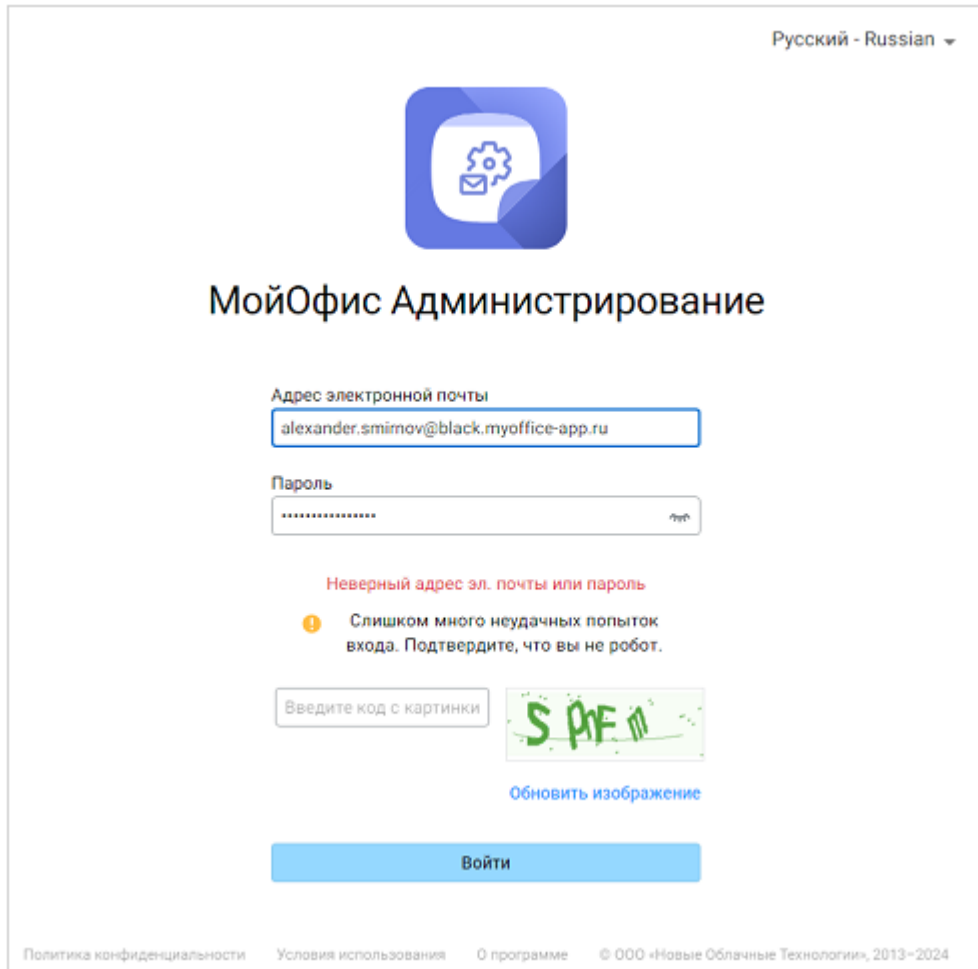 Русский - Russian
МойОфис Администрирование
Адрес электронной почты
alexander.smirnov@black.myoffice-app.ru
Пароль
Неверный адрес эл. почты или пароль
Слишком много неудачных попыток
входа. Подтвердите, что вы не робот.
Введите код с картинки
Обновить изображение
Войти
Политика конфиденциальности Условия использования О программе © ООО «Новые Облачные Технологии», 2013–2024